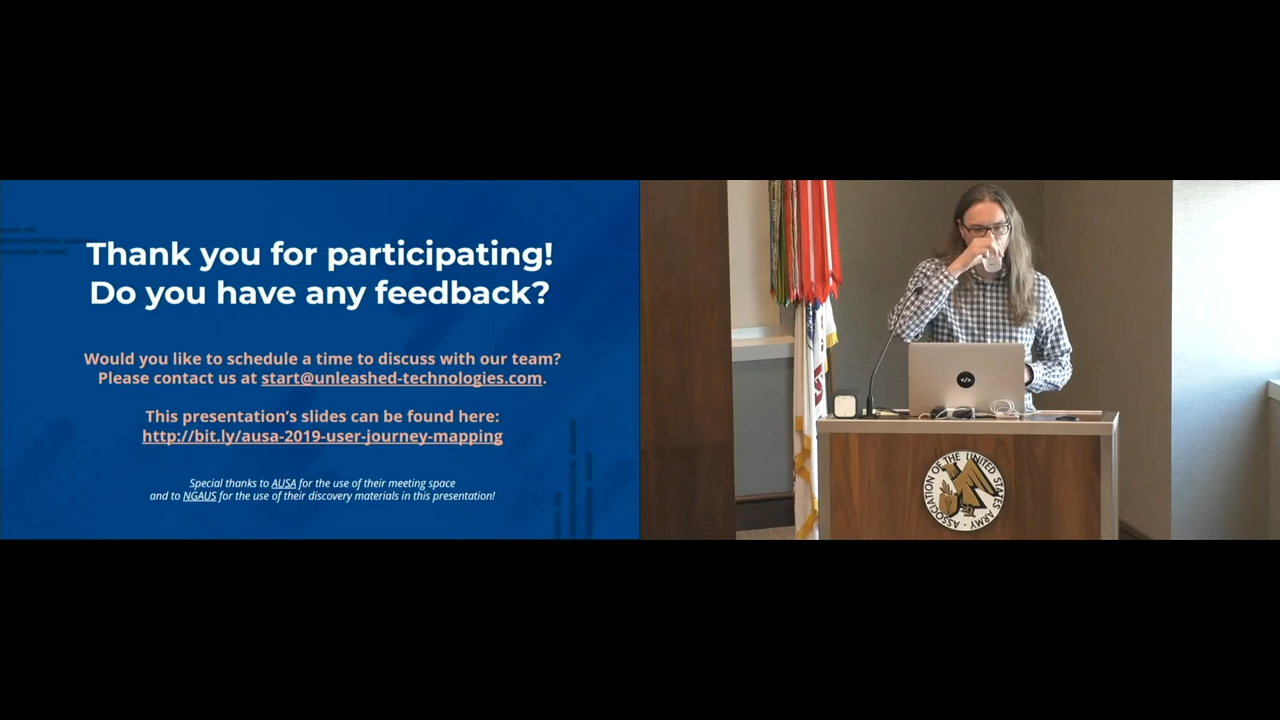 Thank you for participating!
Do you have any feedback?
Would you like to schedule a time to discuss with our team?
Please contact us at start@unleashed-technologies.com.
This presentation's slides can be found here:
http://bit.ly/ausa-2019-user-journey-mapping
Special thanks to AUSA for the use of their meeting space
and to NGAUS for the use of their discovery materials in this presentation!
</>
ASSOCIATION OF THE UNITED STATES ARMY